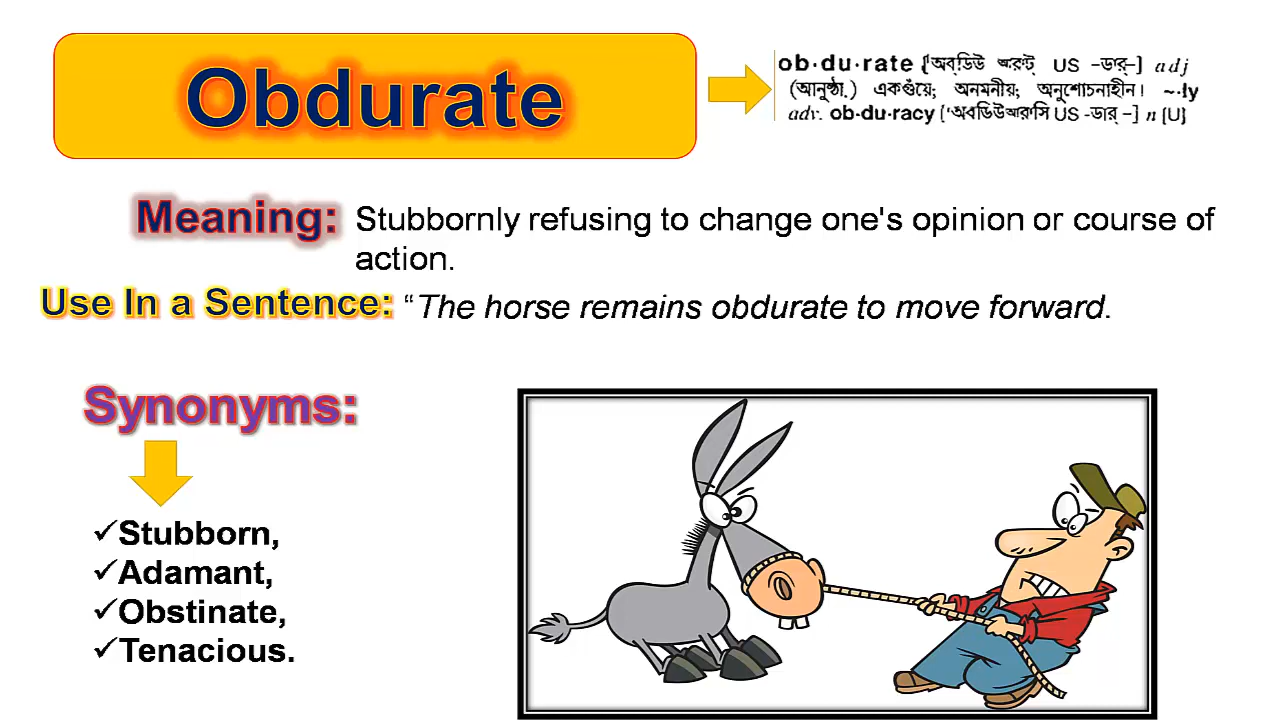 Obdurate
ob·du·rate [ˈঅব্‌ডিউ আরট্ US -ডার্-] adj
(আনুষ্ঠা.) একগুঁয়ে; অনমনীয়; অনুশোচনাহীন। ~·ly
adv. ob·du·racy [ˈঅবডিউআরসি US -ডার্ -] n [U]
Meaning: Stubbornly refusing to change one's opinion or course of
action.
Use In a Sentence: “The horse remains obdurate to move forward.
Synonyms:
✓Stubborn,
✓Adamant,
✓Obstinate,
✓Tenacious.